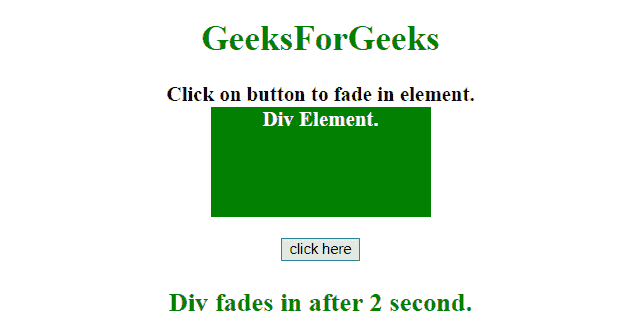 GeeksForGeeks
Click on button to fade in element.
Div Element.
click here
Div fades in after 2 second.